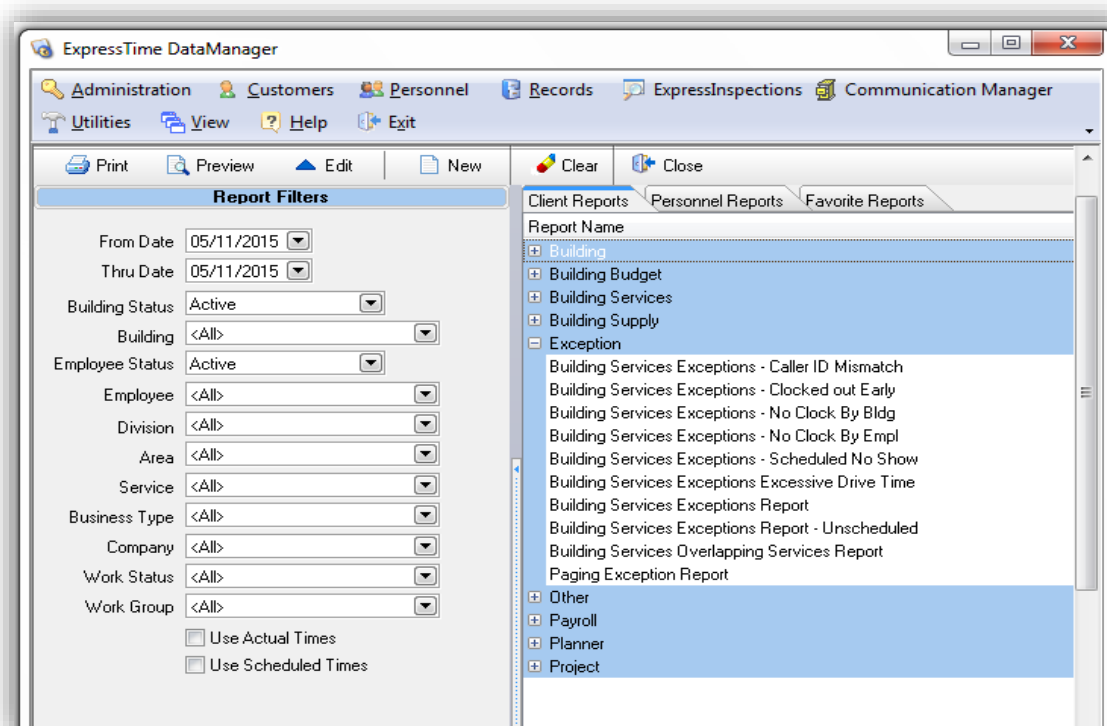 ExpressTime DataManager
Administration Customers Personnel Records ExpressInspections Communication Manager
Utilities View Help Exit
Print Preview Edit New Clear Close
Report Filters
From Date 05/11/2015
Thru Date 05/11/2015
Building Status Active
Building <All>
Employee Status Active
Employee <All>
Division <All>
Area <All>
Service <All>
Business Type <All>
Company <All>
Work Status <All>
Work Group <All>
Use Actual Times
Use Scheduled Times
Client Reports Personnel Reports Favorite Reports
Report Name
Building
Building Budget
Building Services
Building Supply
Exception
Building Services Exceptions - Caller ID Mismatch
Building Services Exceptions - Clocked out Early
Building Services Exceptions - No Clock By Bldg
Building Services Exceptions - No Clock By Empl
Building Services Exceptions - Scheduled No Show
Building Services Exceptions Excessive Drive Time
Building Services Exceptions Report
Building Services Exceptions Report - Unscheduled
Building Services Overlapping Services Report
Paging Exception Report
Other
Payroll
Planner
Project